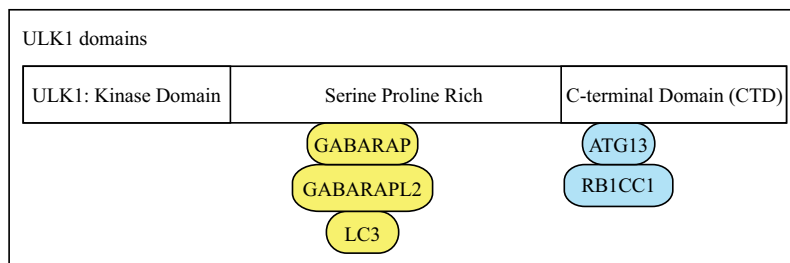 ULK1 domains
ULK1: Kinase Domain
Serine Proline Rich
C-terminal Domain (CTD)
GABARAP
GABARAPL2
LC3
ATG13
RB1CC1